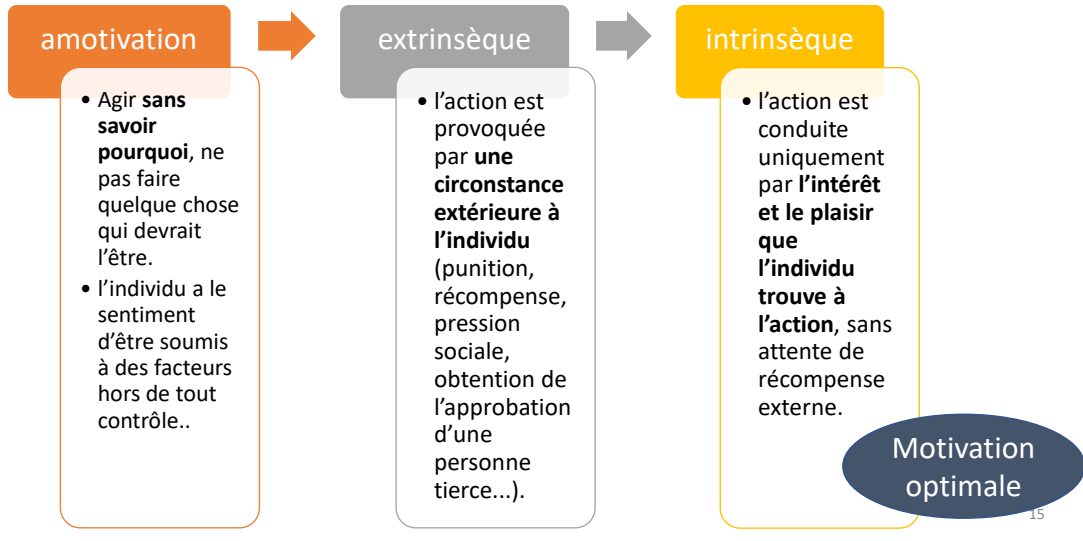 amotivation
• Agir sans
savoir
pourquoi, ne
pas faire
quelque chose
qui devrait
l’être.
• l’individu a le
sentiment
d’être soumis
à des facteurs
hors de tout
contrôle..
extrinsèque
• l’action est
provoquée
par une
circonstance
extérieure à
l’individu
(punition,
récompense,
pression
sociale,
obtention de
l’approbation
d’une
personne
tierce...).
intrinsèque
• l’action est
conduite
uniquement
par l’intérêt
et le plaisir
que
l’individu
trouve à
l’action, sans
attente de
récompense
externe.
Motivation
optimale
15